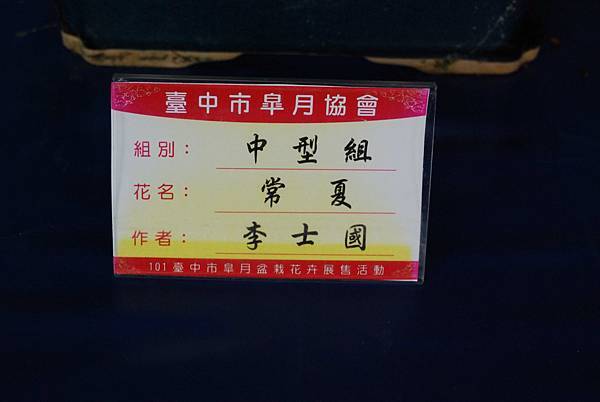 臺中市皐月協會
組別： 中型組
花名： 常夏
作者： 李士國
101臺中市皐月盆栽花卉展售活動